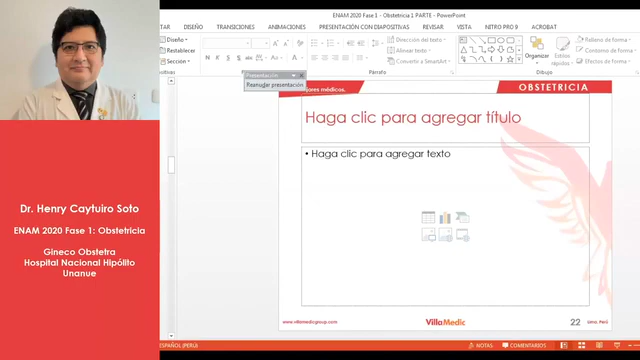 ENAM 2020 Fase 1 - Obstetricia 1 PARTE - PowerPoint
DISEÑO TRANSICIONES ANIMACIONES PRESENTACIÓN CON DIAPOSITIVAS REVISAR VISTA NITRO PRO 9 ACROBAT
Diseño
Restablecer
Sección
Dirección del texto
Alinear texto
Convertir a SmartArt
Organizar
Estilos
rápidos
Relleno de forma
Contorno de forma
Efectos de forma
Párrafo
Dibujo
Presentación
Reanudar presentación
jores médicos.
OBSTETRICIA
Haga clic para agregar título
• Haga clic para agregar texto
Dr. Henry Caytuiro Soto
ENAM 2020 Fase 1: Obstetricia
Gineco Obstetra
Hospital Nacional Hipólito
Unanue
www.villamedicgroup.com
VillaMedic
22
Lima, Perú
ESPAÑOL (PERÚ)
NOTAS
COMENTARIOS